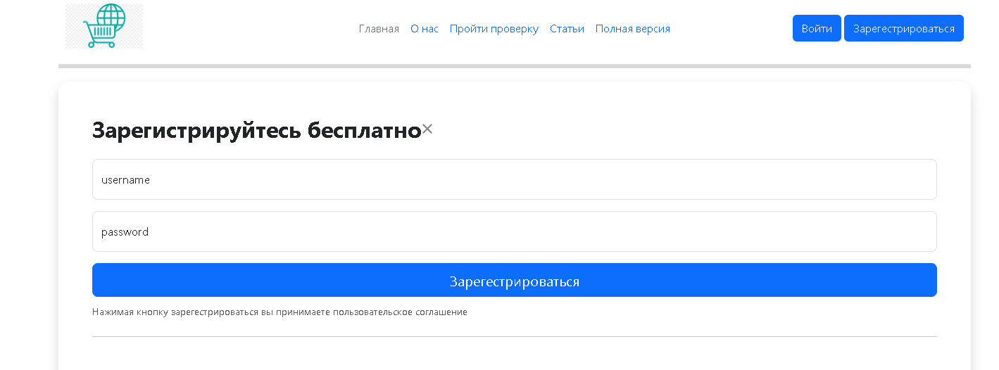 Главная О нас Пройти проверку Статьи Полная версия Войти Зарегестрироваться
Зарегистрируйтесь бесплатно×
username
password
Зарегестрироваться
Нажимая кнопку зарегестрироваться вы принимаете пользовательское соглашение